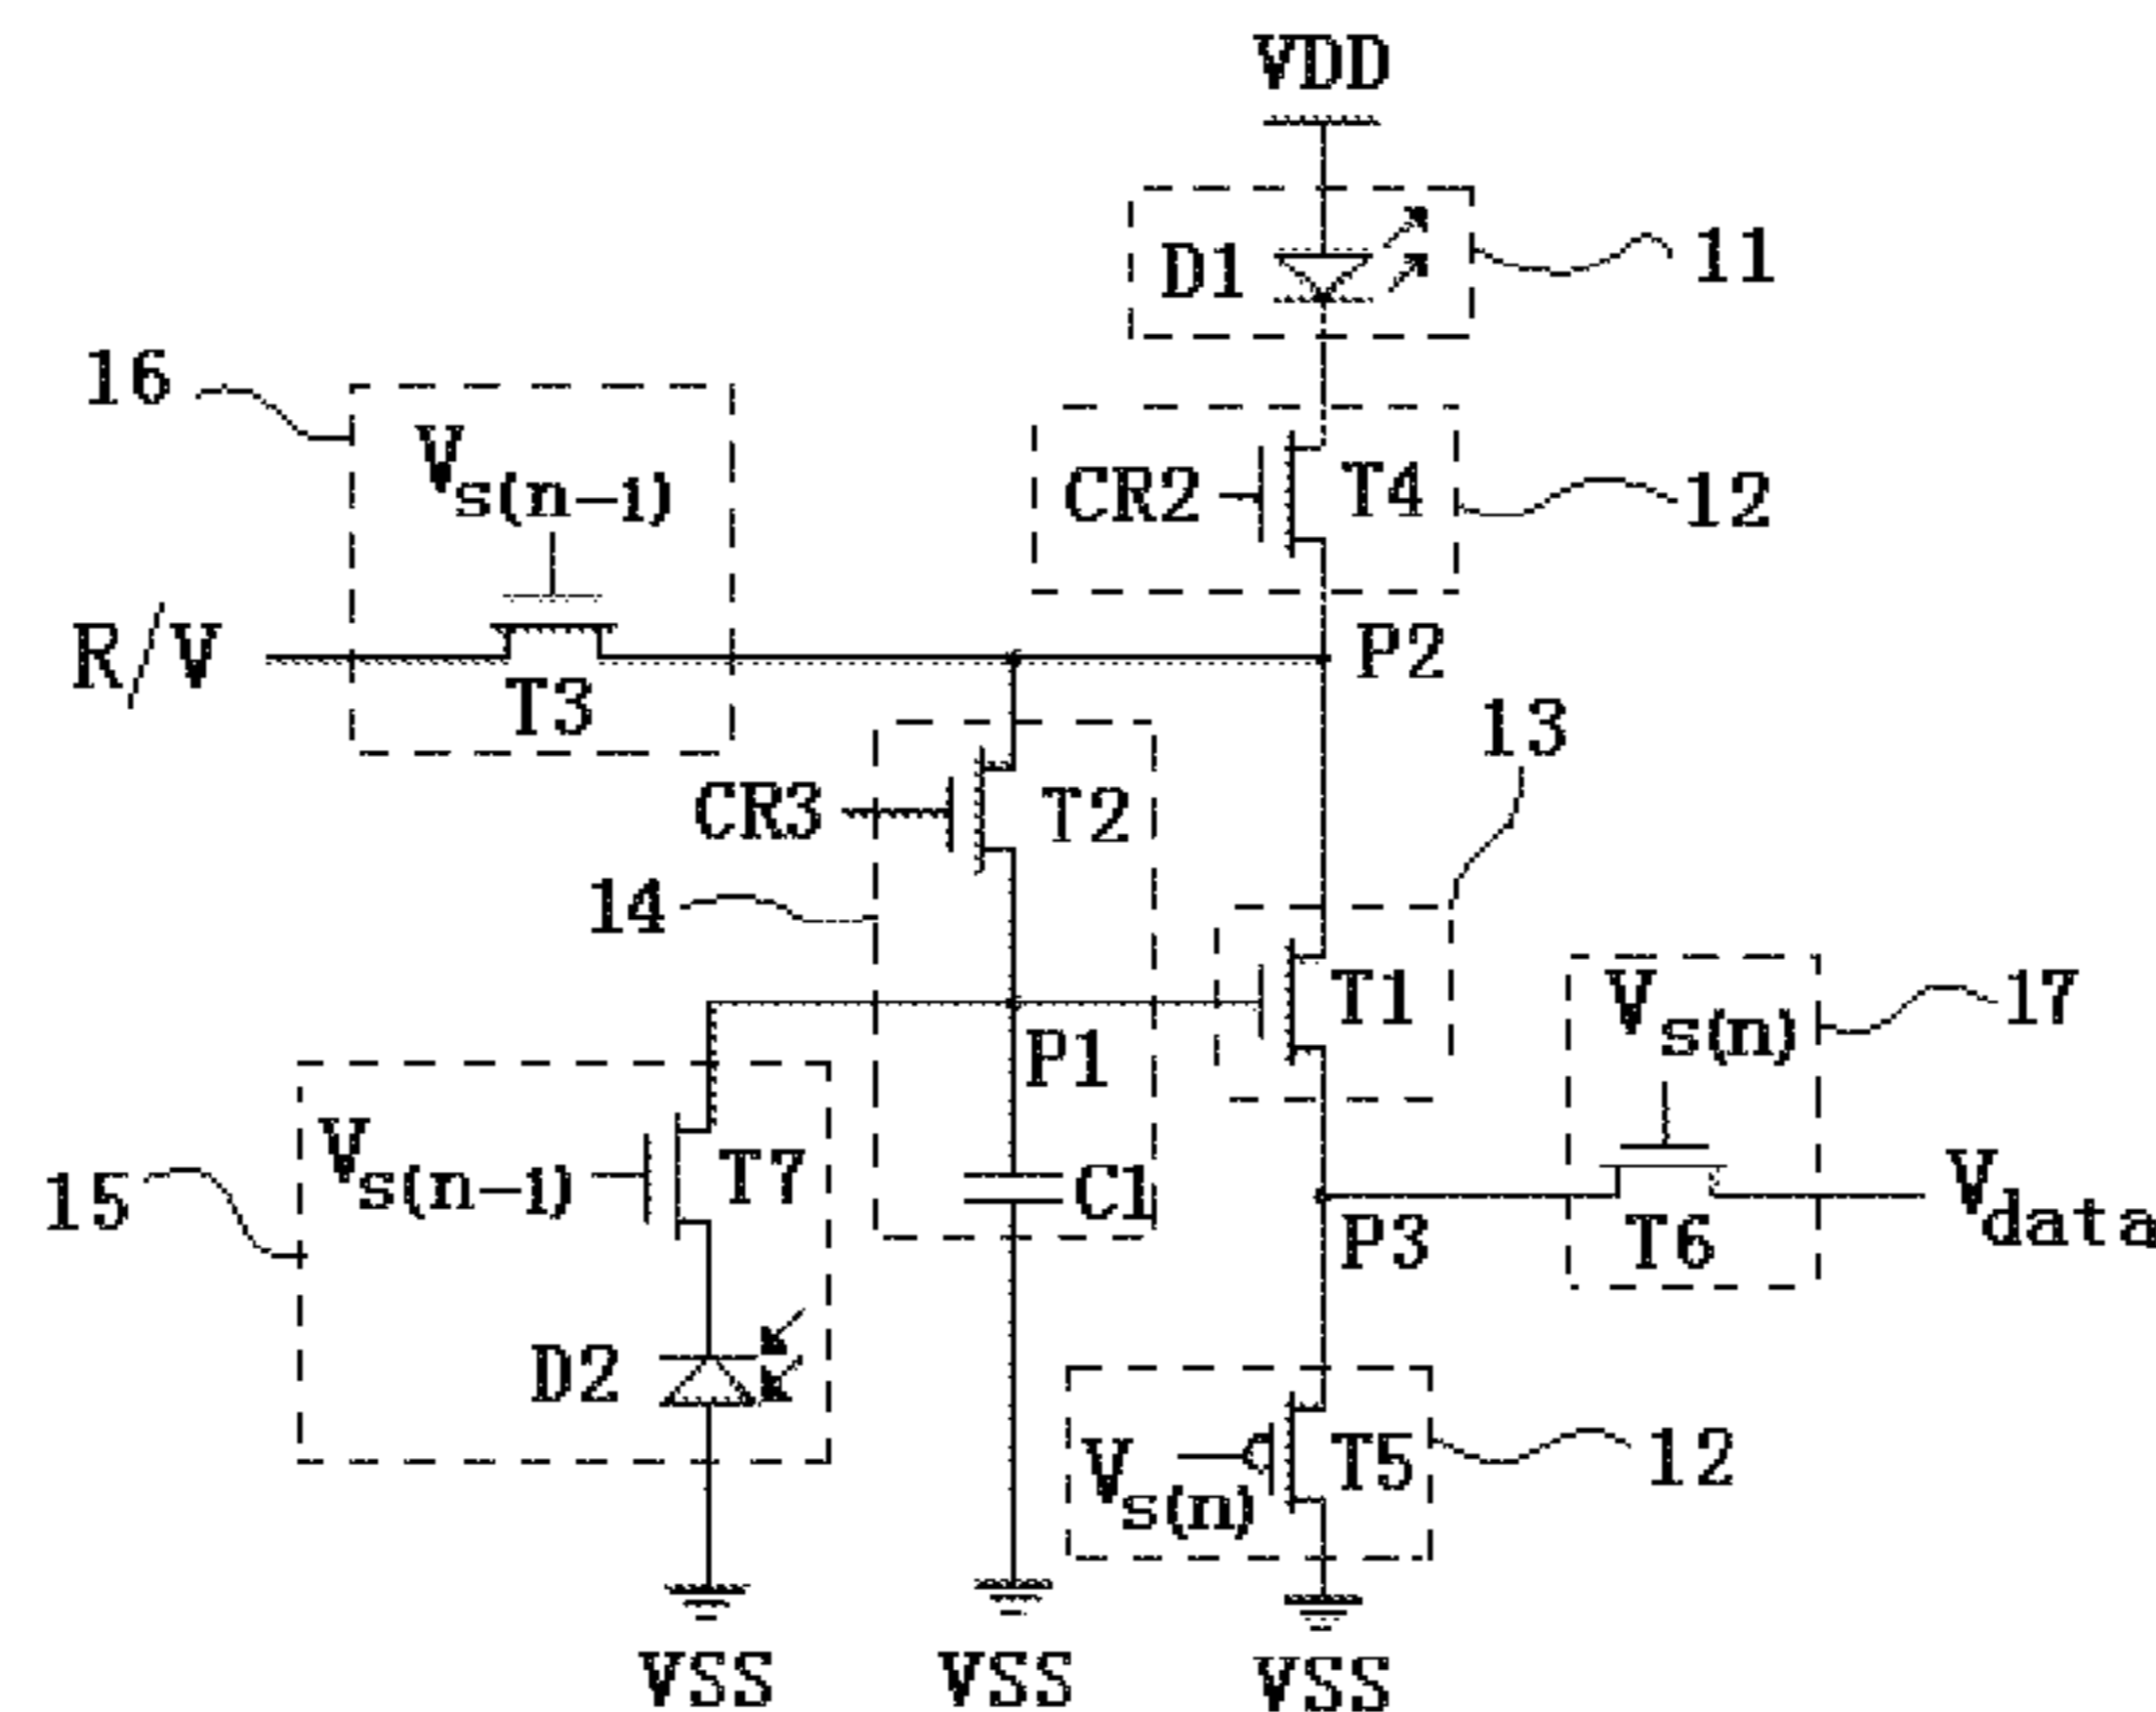 VDD
D1
11
16
Vs(n-1)
CR2
T4
12
R/V
T3
P2
13
CR3
T2
14
T1
Vs(n)
17
P1
Vs(n-1)
T7
15
C1
P3
T6
Vdata
D2
Vs(n)
T5
12
VSS
VSS
VSS